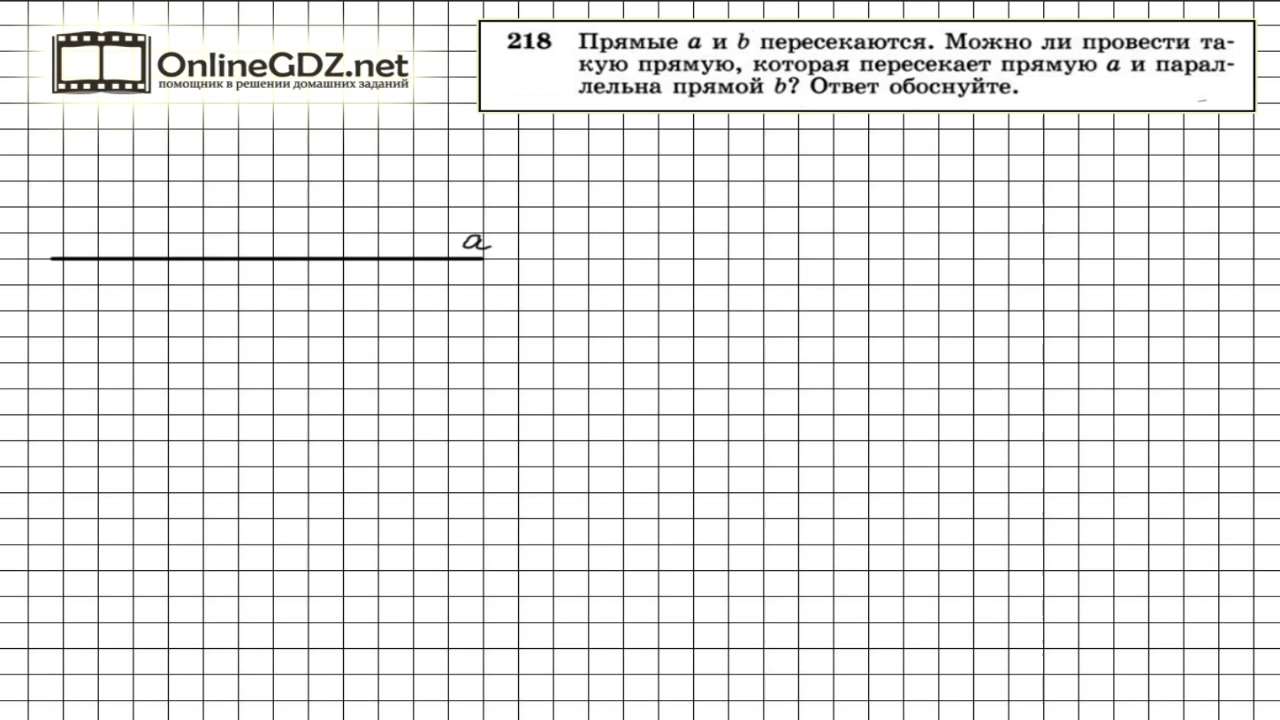 OnlineGDZ.net
помощник в решении домашних заданий
218 Прямые a и b пересекаются. Можно ли провести та-
кую прямую, которая пересекает прямую a и парал-
лельна прямой b? Ответ обоснуйте.
a